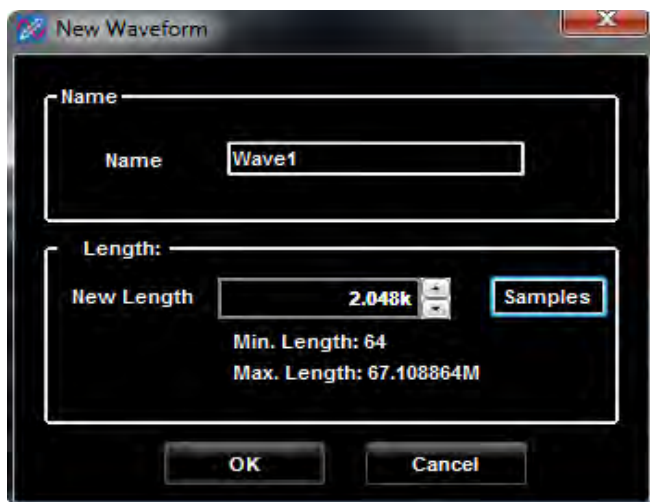 New Waveform
Name
Name Wave1
Length:
New Length 2.048k Samples
Min. Length: 64
Max. Length: 67.108864M
OK Cancel